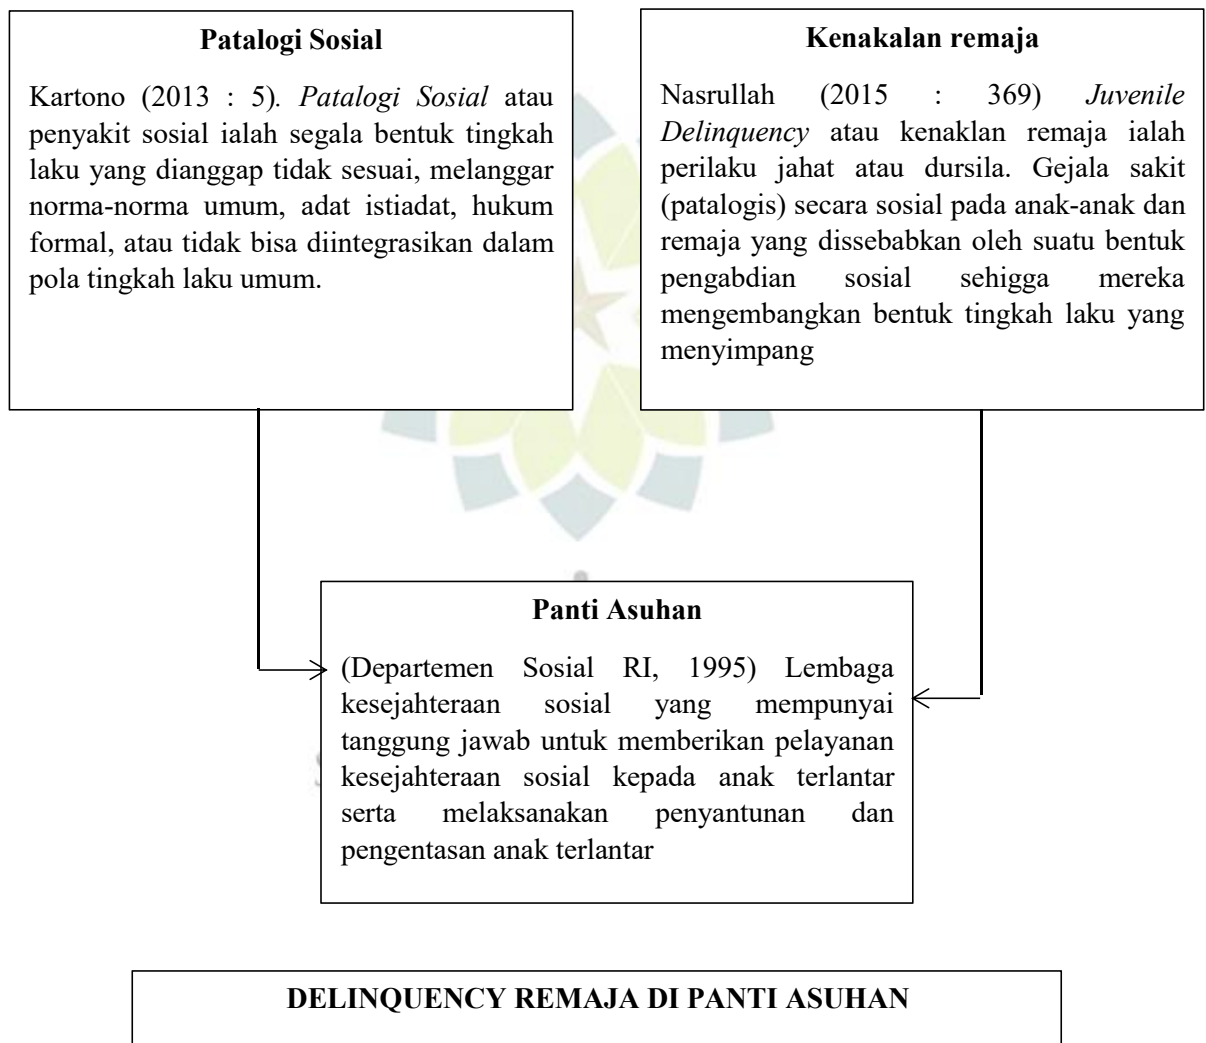 Patalogi Sosial
Kartono (2013 : 5). Patalogi Sosial atau
penyakit sosial ialah segala bentuk tingkah
laku yang dianggap tidak sesuai, melanggar
norma-norma umum, adat istiadat, hukum
formal, atau tidak bisa diintegrasikan dalam
pola tingkah laku umum.
Kenakalan remaja
Nasrullah (2015 : 369) Juvenile
Delinquency atau kenaklan remaja ialah
perilaku jahat atau dursila. Gejala sakit
(patalogis) secara sosial pada anak-anak dan
remaja yang dissebabkan oleh suatu bentuk
pengabdian sosial sehigga mereka
mengembangkan bentuk tingkah laku yang
menyimpang
Panti Asuhan
(Departemen Sosial RI, 1995) Lembaga
kesejahteraan sosial yang mempunyai
tanggung jawab untuk memberikan pelayanan
kesejahteraan sosial kepada anak terlantar
serta melaksanakan penyantunan dan
pengentasan anak terlantar
DELINQUENCY REMAJA DI PANTI ASUHAN